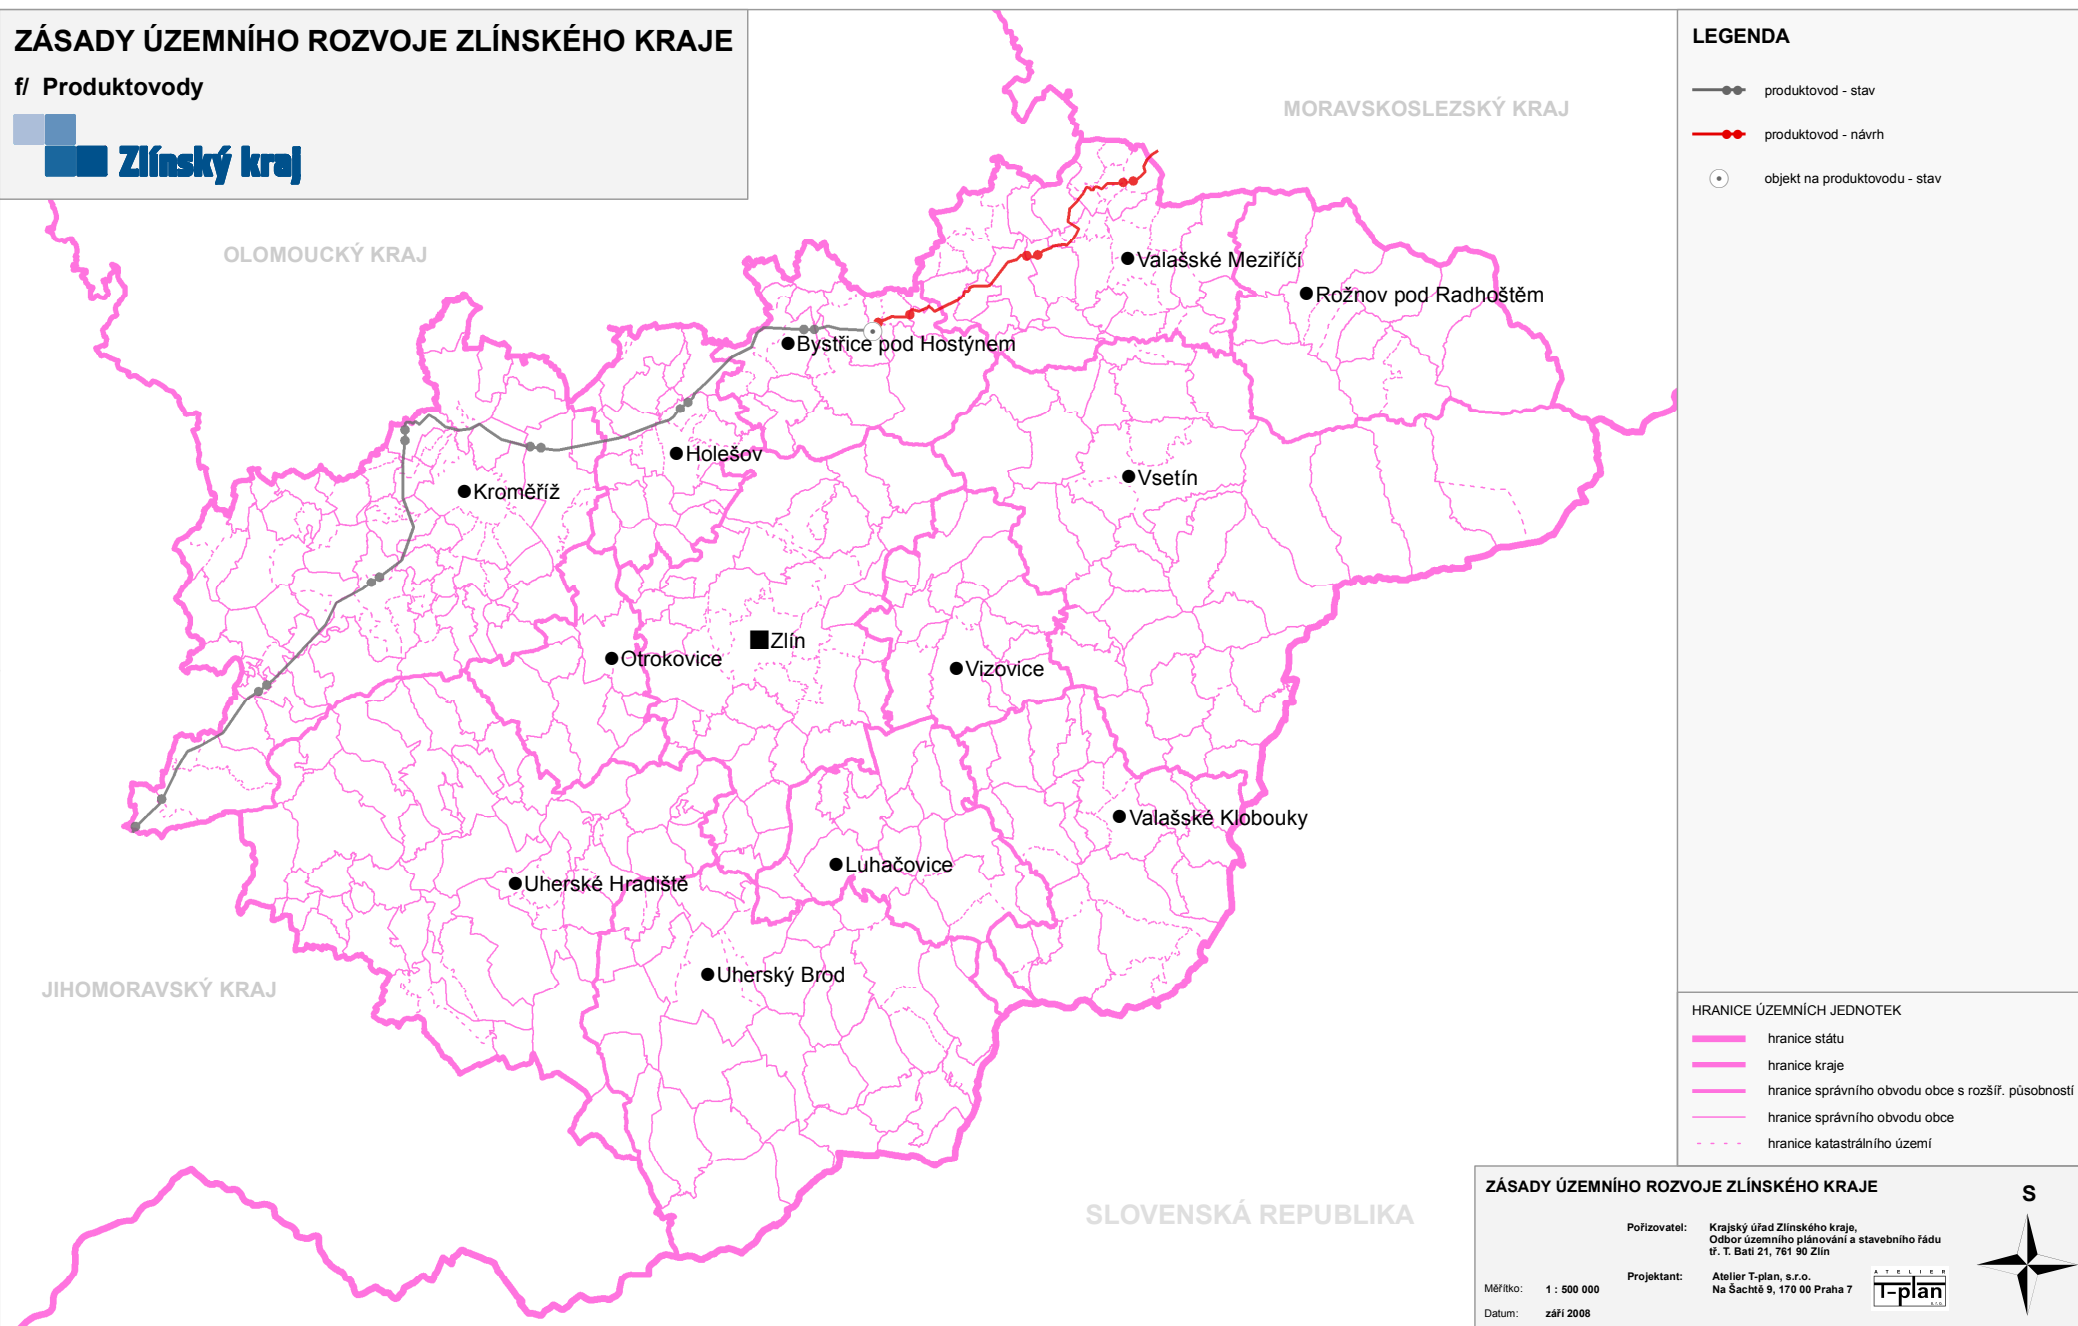 ZÁSADY ÚZEMNÍHO ROZVOJE ZLÍNSKÉHO KRAJE
f/ Produktovody
Zlínský kraj
LEGENDA
produktovod - stav
produktovod - návrh
objekt na produktovodu - stav
MORAVSKOSLEZSKÝ KRAJ
OLOMOUCKÝ KRAJ
Valašské Meziříčí
Rožnov pod Radhoštěm
Bystřice pod Hostýnem
Holešov
Vsetín
Kroměříž
Zlín
Otrokovice
Vizovice
Valašské Klobouky
Luhačovice
Uherské Hradiště
Uherský Brod
JIHOMORAVSKÝ KRAJ
SLOVENSKÁ REPUBLIKA
HRANICE ÚZEMNÍCH JEDNOTEK
hranice státu
hranice kraje
hranice správního obvodu obce s rozšíř. působností
hranice správního obvodu obce
hranice katastrálního území
ZÁSADY ÚZEMNÍHO ROZVOJE ZLÍNSKÉHO KRAJE
S
Pořizovatel: Krajský úřad Zlínského kraje,
Odbor územního plánování a stavebního řádu
tř. T. Bati 21, 761 90 Zlín
Projektant: Atelier T-plan, s.r.o.
Na Šachtě 9, 170 00 Praha 7
Měřítko: 1 : 500 000
Datum: září 2008
ATELIER
T-plan
s.r.o.